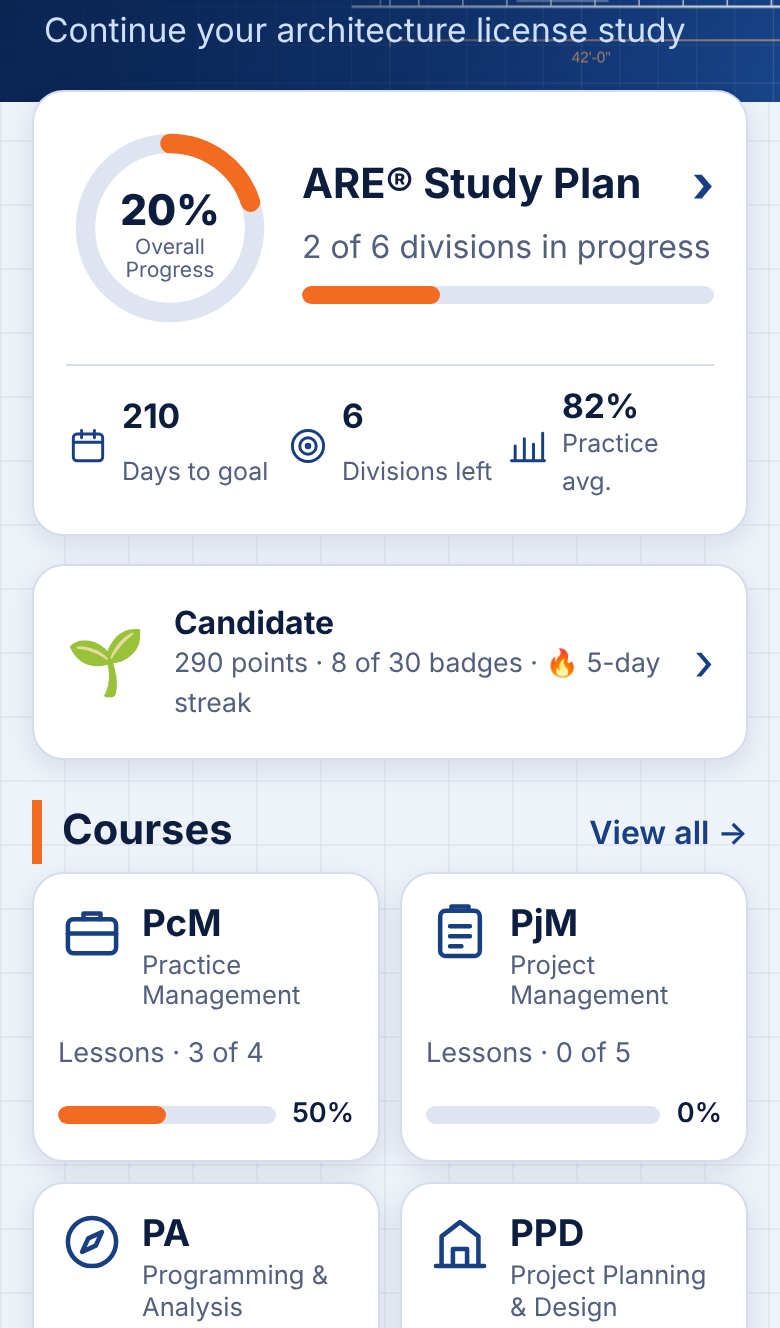 Continue your architecture license study
42'-0"
20%
Overall
Progress
ARE® Study Plan
2 of 6 divisions in progress
210
Days to goal
6
Divisions left
82%
Practice
avg.
Candidate
290 points · 8 of 30 badges · 🔥 5-day
streak
Courses
View all →
PcM
Practice
Management
Lessons · 3 of 4
50%
PjM
Project
Management
Lessons · 0 of 5
0%
PA
Programming &
Analysis
PPD
Project Planning
& Design